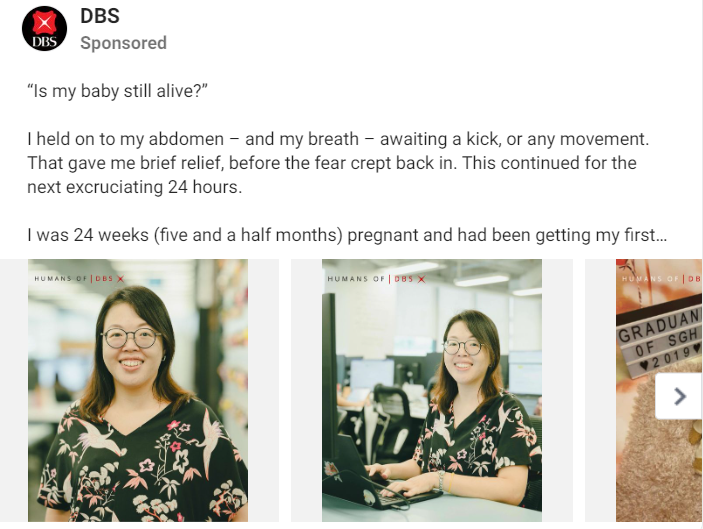 DBS
Sponsored
DBS
“Is my baby still alive?”
I held on to my abdomen – and my breath – awaiting a kick, or any movement.
That gave me brief relief, before the fear crept back in. This continued for the
next excruciating 24 hours.
I was 24 weeks (five and a half months) pregnant and had been getting my first...
HUMANS OF | DBS
HUMANS OF | DBS
HUMANS OF | DB
GRADUAN
OF SGH
♥2019♥